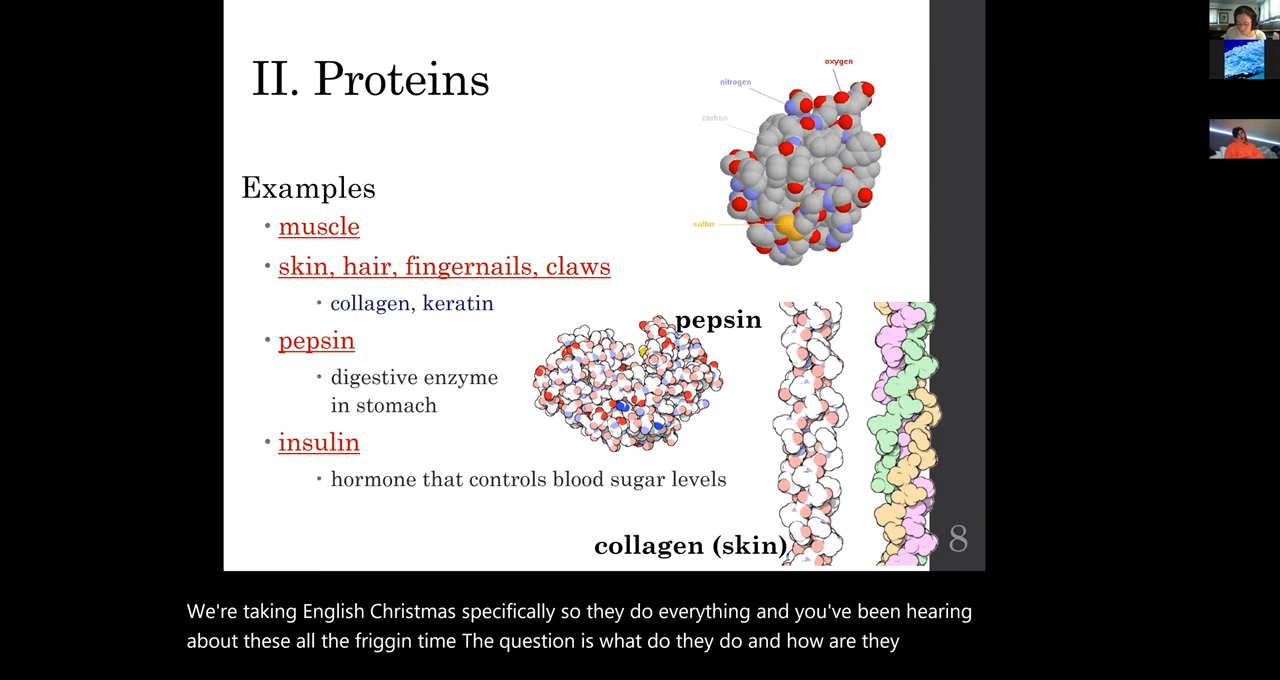 II. Proteins
oxygen
nitrogen
carbon
sulfur
Examples
• muscle
• skin, hair, fingernails, claws
• collagen, keratin
• pepsin
• digestive enzyme
in stomach
• insulin
• hormone that controls blood sugar levels
pepsin
collagen (skin)
8
We're taking English Christmas specifically so they do everything and you've been hearing
about these all the friggin time The question is what do they do and how are they